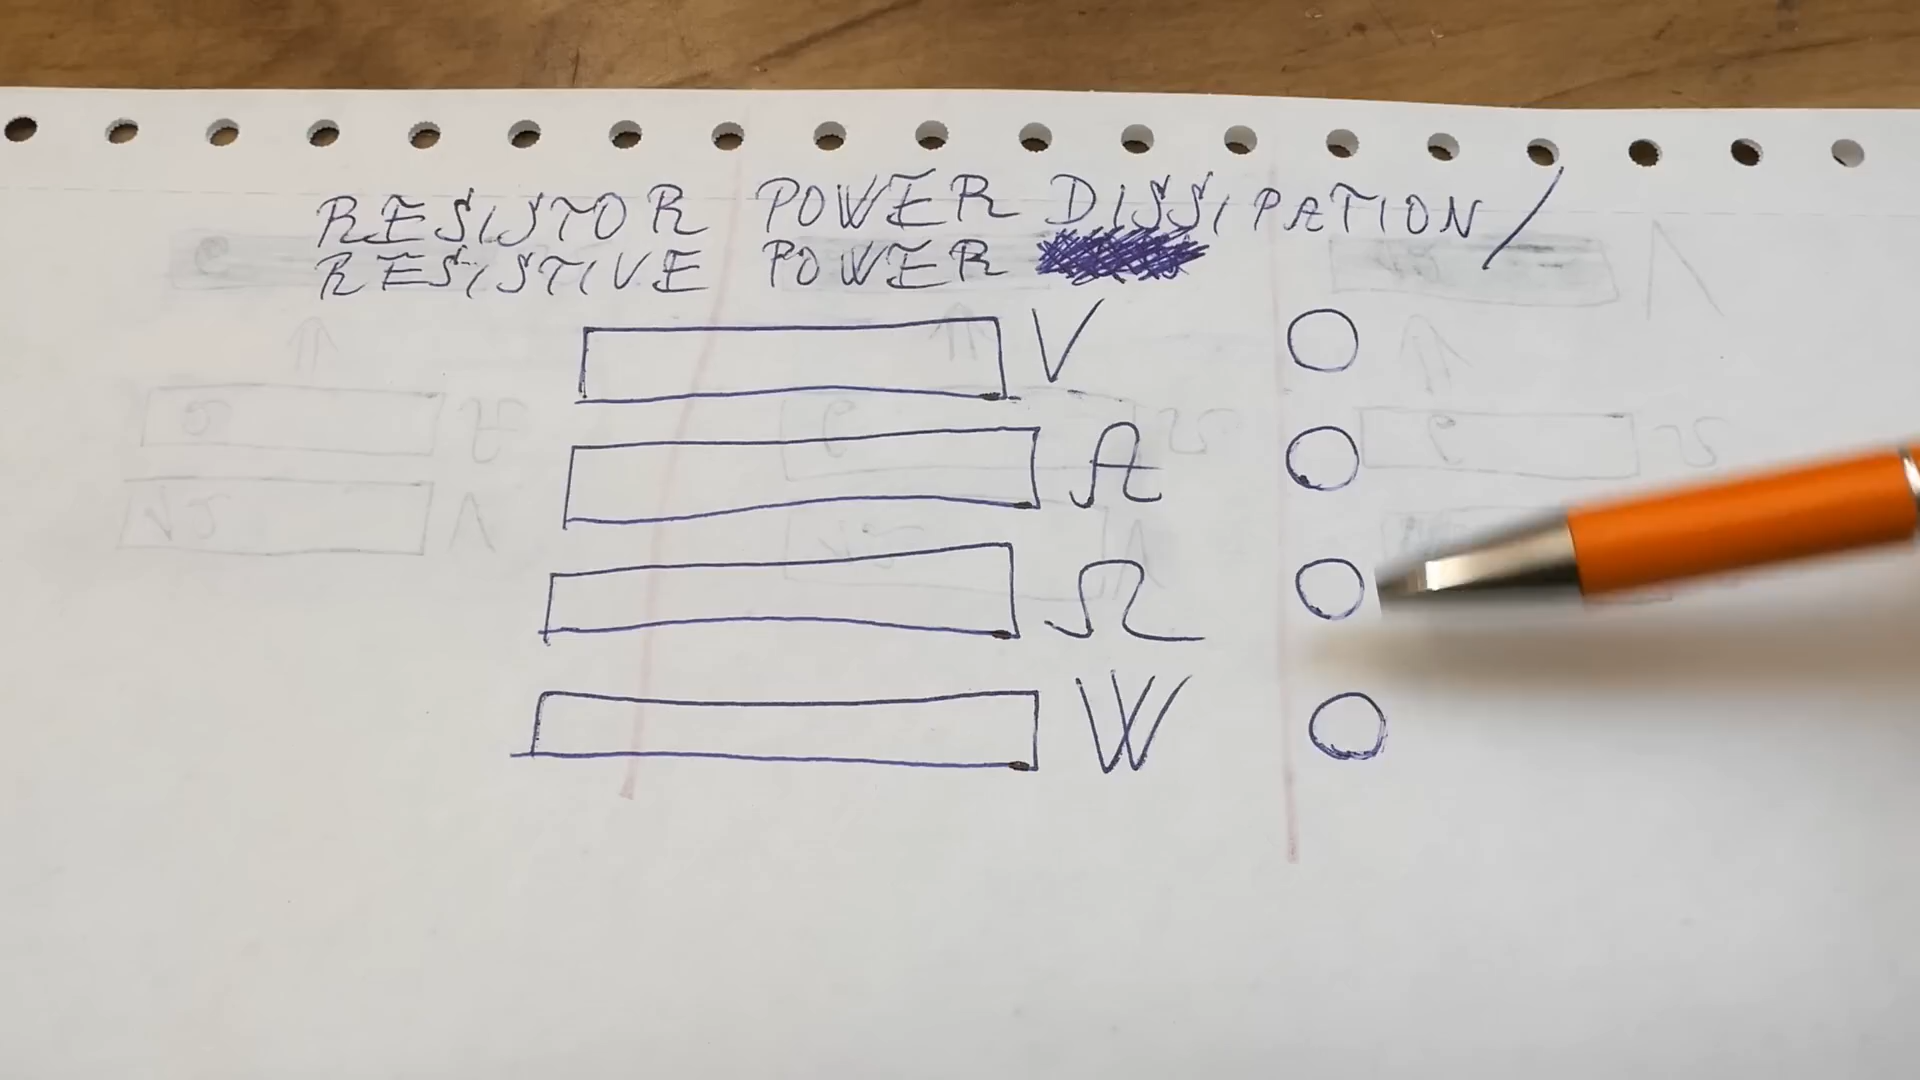 RESISTOR POWER DISSIPATION/
RESISTIVE POWER
V
A
Ω
W